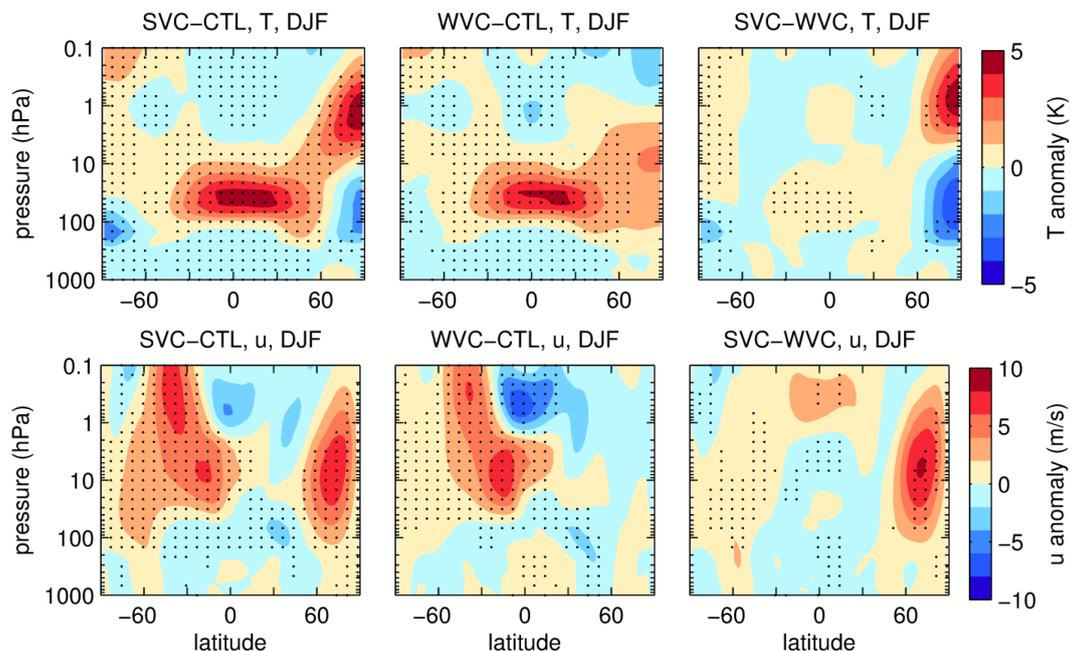 SVC−CTL, T, DJF
WVC−CTL, T, DJF
SVC−WVC, T, DJF
pressure (hPa)
0.1
1
10
100
1000
−60 0 60
−60 0 60
−60 0 60
5
0
−5
T anomaly (K)
SVC−CTL, u, DJF
WVC−CTL, u, DJF
SVC−WVC, u, DJF
pressure (hPa)
0.1
1
10
100
1000
−60 0 60
−60 0 60
−60 0 60
latitude
latitude
latitude
10
5
0
−5
−10
u anomaly (m/s)